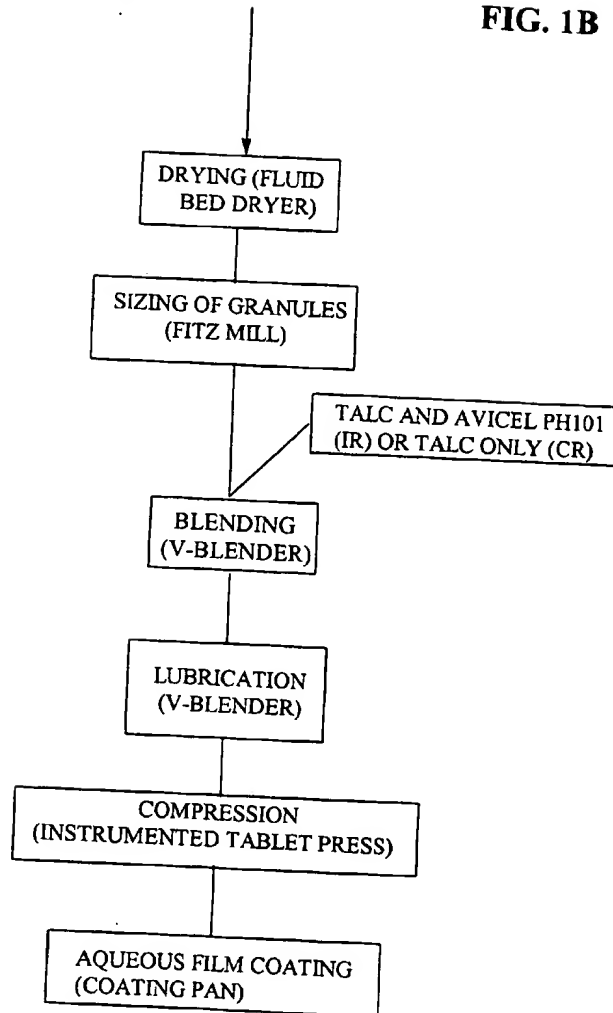 FIG. 1B
DRYING (FLUID
BED DRYER)
SIZING OF GRANULES
(FITZ MILL)
TALC AND AVICEL PH101
(IR) OR TALC ONLY (CR)
BLENDING
(V-BLENDER)
LUBRICATION
(V-BLENDER)
COMPRESSION
(INSTRUMENTED TABLET PRESS)
AQUEOUS FILM COATING
(COATING PAN)